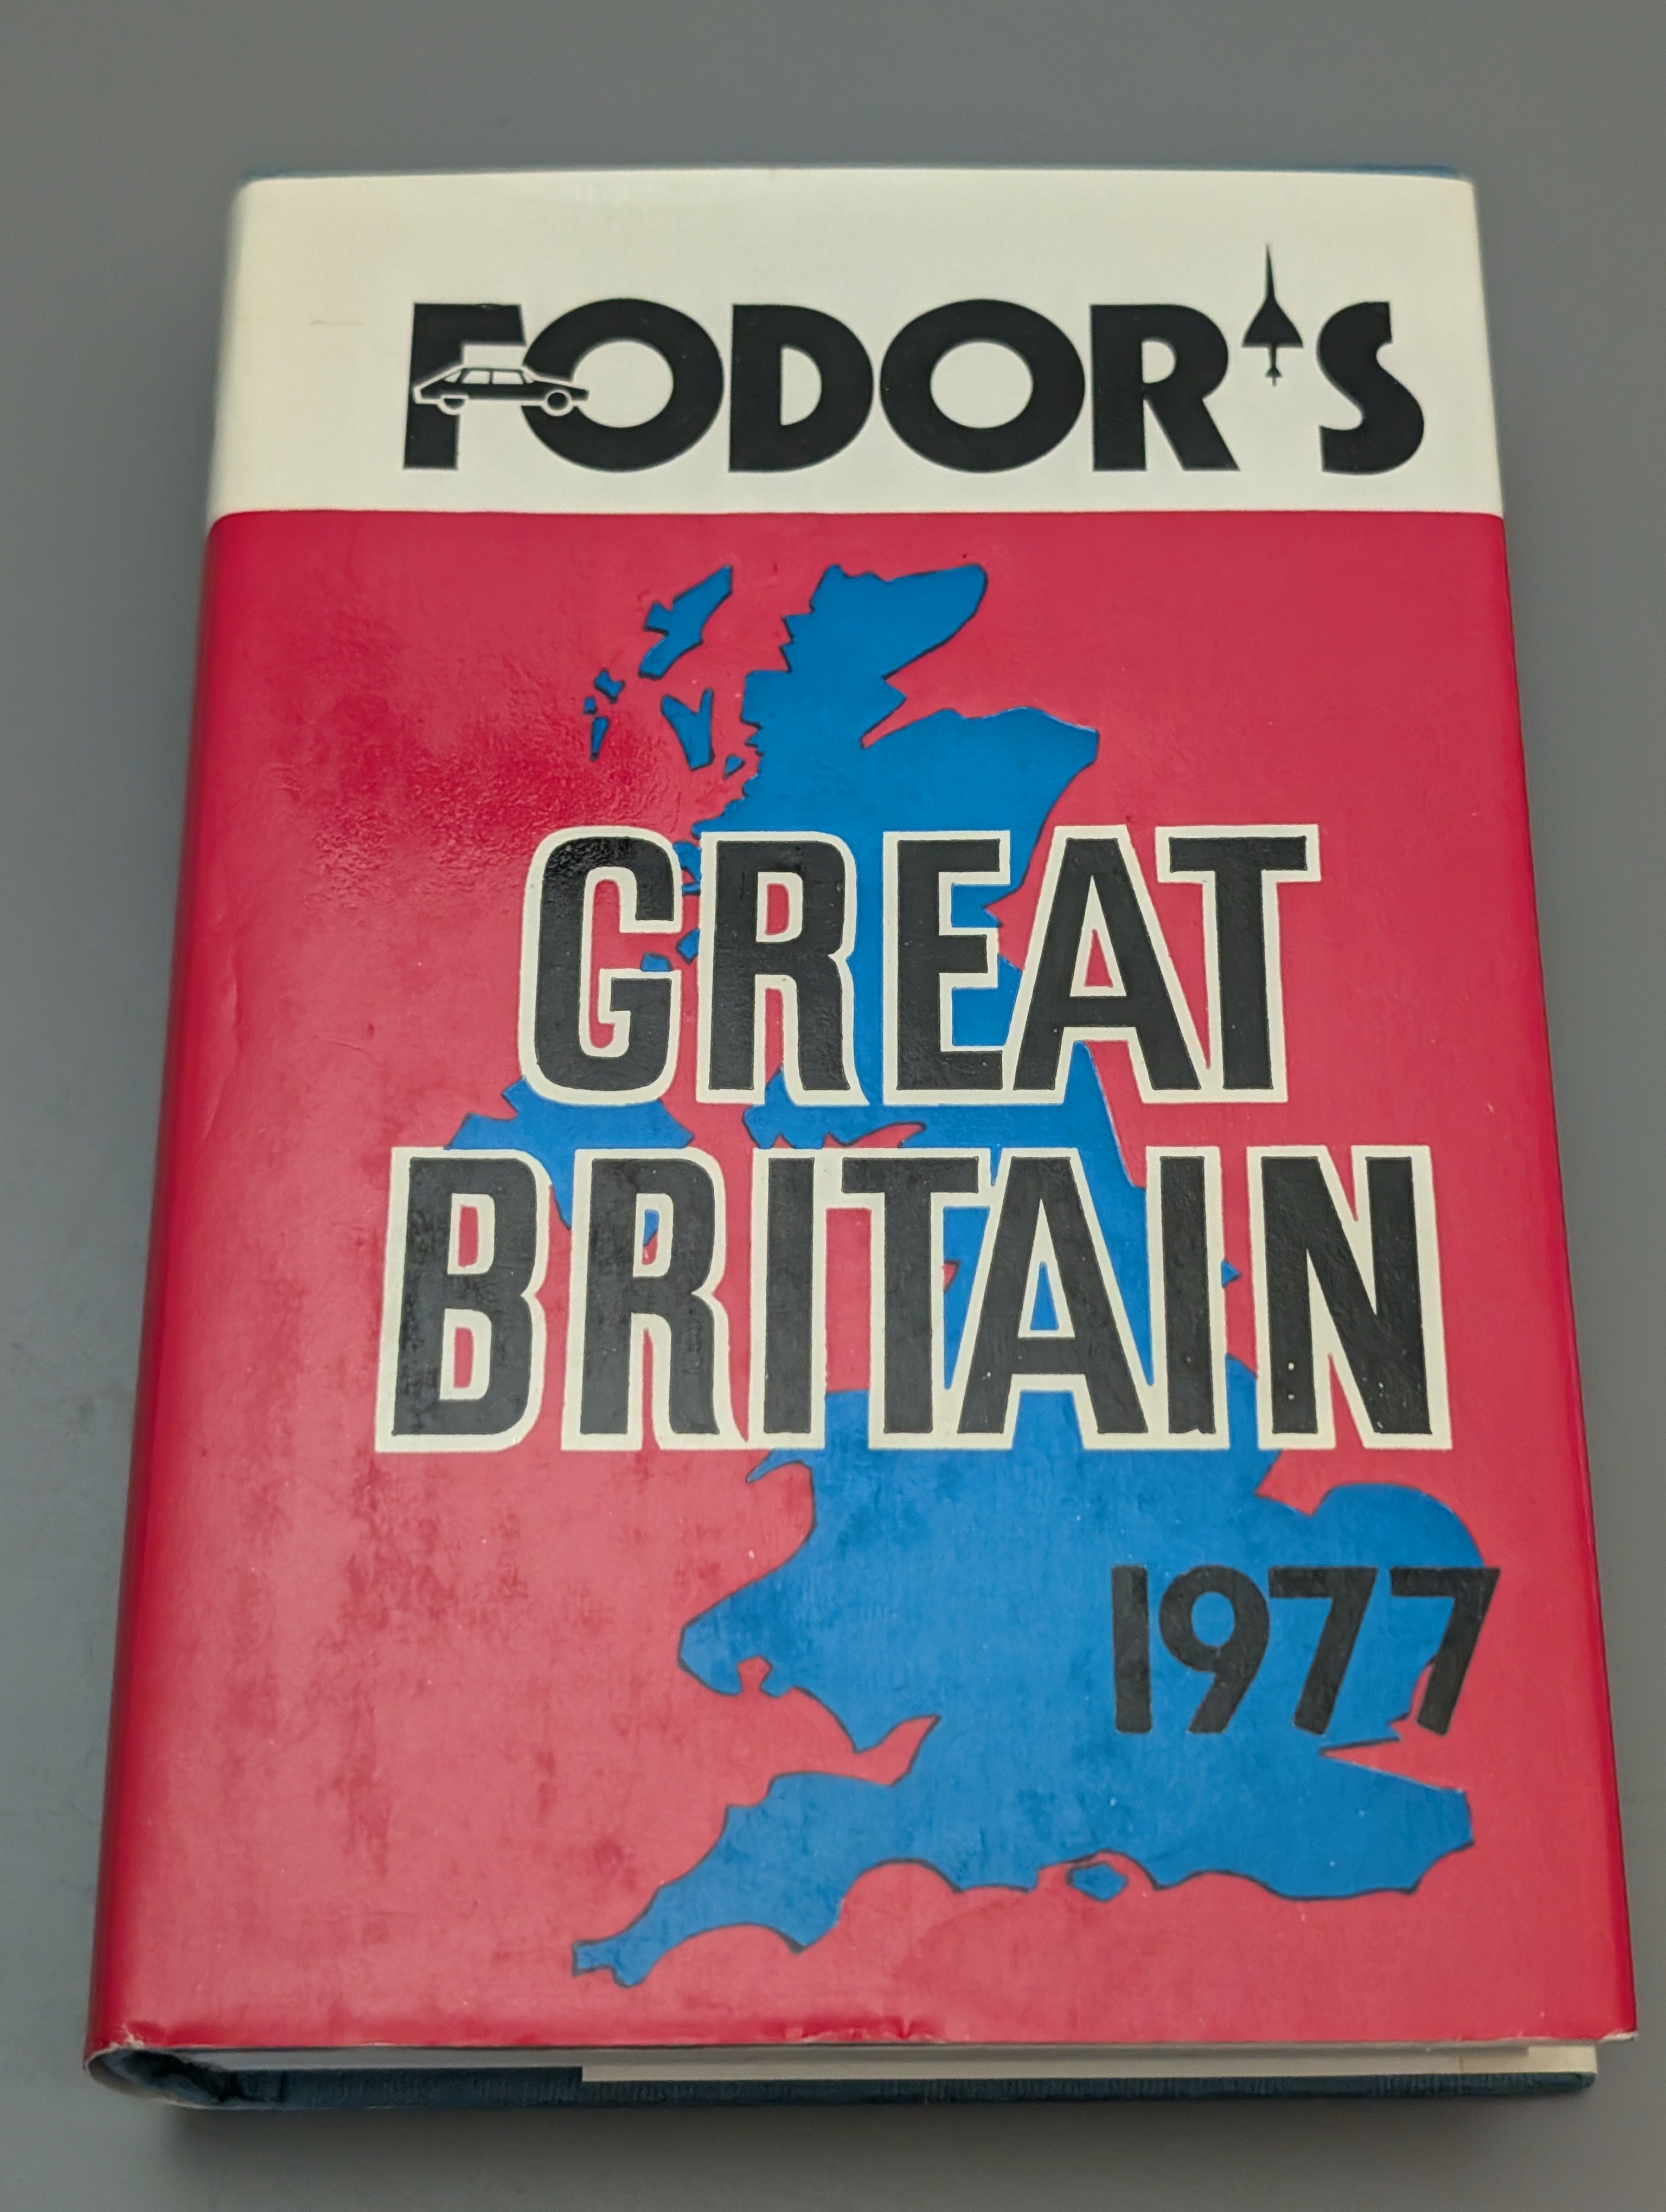 FODOR'S
GREAT
BRITAIN
1977